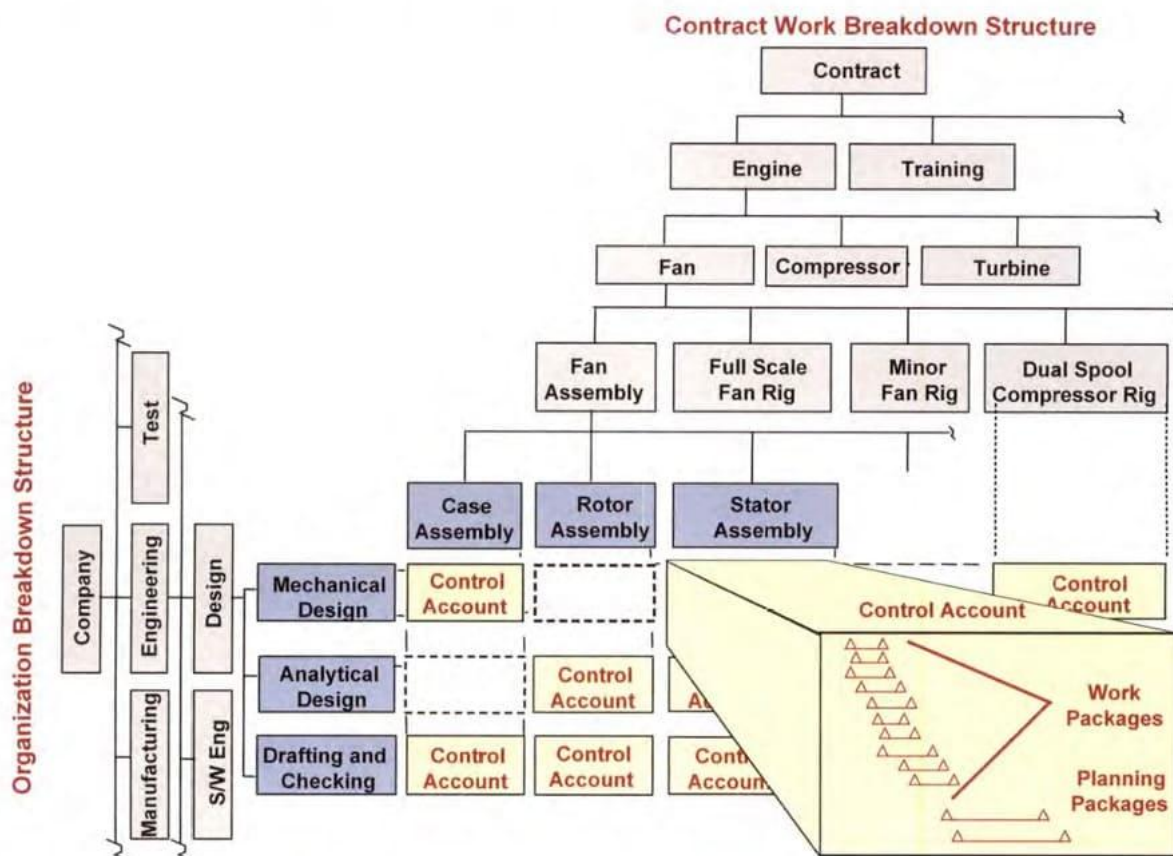 Contract Work Breakdown Structure
Contract
Engine
Training
Fan
Compressor
Turbine
Fan
Assembly
Full Scale
Fan Rig
Minor
Fan Rig
Dual Spool
Compressor Rig
Case
Assembly
Rotor
Assembly
Stator
Assembly
Organization Breakdown Structure
Company
Test
Engineering
Manufacturing
Design
S/W Eng
Mechanical
Design
Control
Account
Control
Account
Control Account
Analytical
Design
Control
Account
Drafting and
Checking
Control
Account
Control
Account
Work
Packages
Planning
Packages